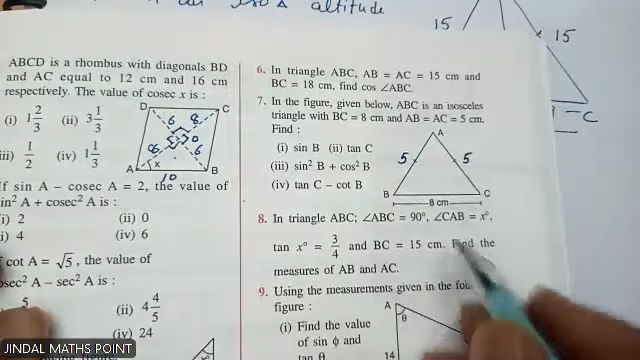 an isos Δ altitude
15
15
C
ABCD is a rhombus with diagonals BD
and AC equal to 12 cm and 16 cm
respectively. The value of cosec x is :
(i) 1 2/3 (ii) 3 1/3
(iii) 1/2 (iv) 1 1/3
D C
6 8
O
8 6
A x B
10
If sin A – cosec A = 2, the value of
sin² A + cosec² A is :
(i) 2 (ii) 0
(i) 4 (iv) 6
If cot A = √5, the value of
cosec² A – sec² A is :
5
(ii) 4 4/5
(iv) 24
6. In triangle ABC, AB = AC = 15 cm and
BC = 18 cm, find cos ∠ABC.
7. In the figure, given below, ABC is an isosceles
triangle with BC = 8 cm and AB = AC = 5 cm.
Find :
(i) sin B (ii) tan C
(iii) sin² B + cos² B
(iv) tan C – cot B
A
5 5
B C
8 cm
8. In triangle ABC; ∠ABC = 90°, ∠CAB = x°,
tan x° = 3/4 and BC = 15 cm. Find the
measures of AB and AC.
9. Using the measurements given in the
figure :
(i) Find the value
of sin ϕ and
tan θ
A
θ
14
JINDAL MATHS POINT